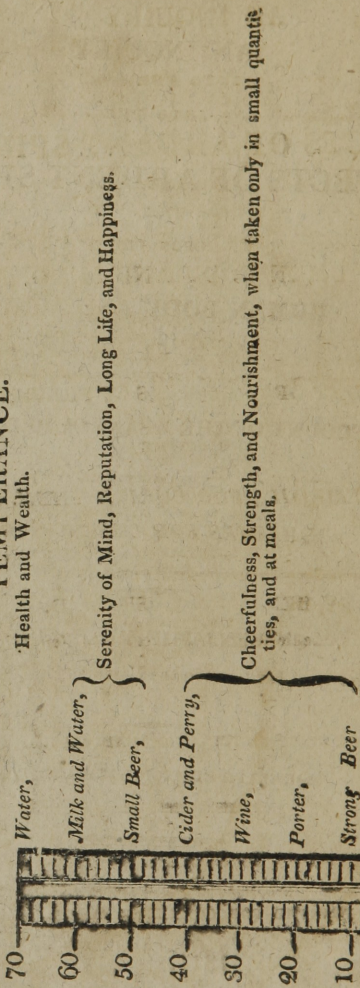 TEMPERANCE.
70 Water, Health and Wealth.
60 Milk and Water, } Serenity of Mind, Reputation, Long Life, and Happiness.
50 Small Beer,
40 Cider and Perry,
30 Wine, } Cheerfulness, Strength, and Nourishment, when taken only in small quanti-
ties, and at meals.
20 Porter,
10 Strong Beer